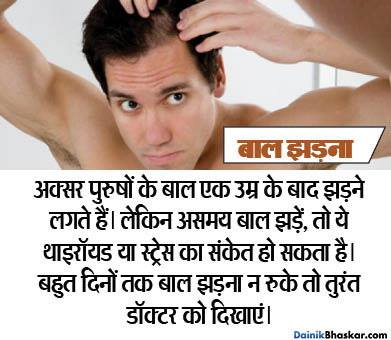 बाल झड़ना
अक्सर पुरुषों के बाल एक उम्र के बाद झड़ने
लगते हैं। लेकिन असमय बाल झड़ें, तो ये
थाइरॉयड या स्ट्रेस का संकेत हो सकता है।
बहुत दिनों तक बाल झड़ना न रुके तो तुरंत
डॉक्टर को दिखाएं।
DainikBhaskar.com